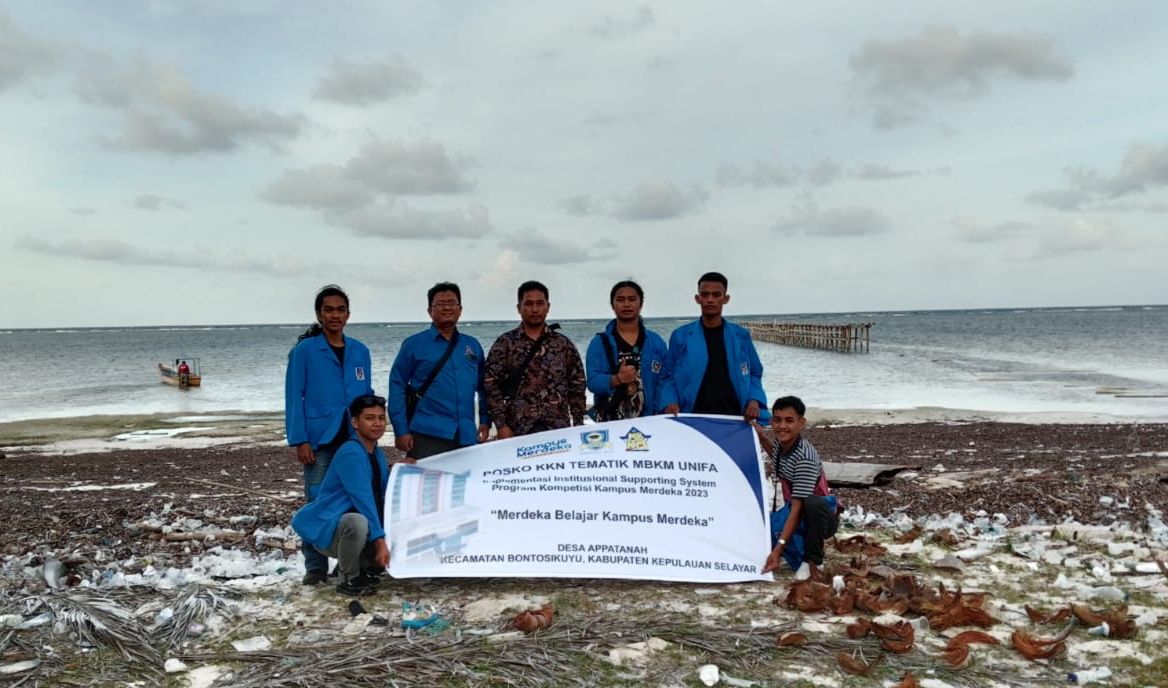 Kampus
Merdeka
POSKO KKN TEMATIK MBKM UNIFA
Implementasi Institusional Supporting System
Program Kompetisi Kampus Merdeka 2023
“Merdeka Belajar Kampus Merdeka”
DESA APPATANAH
KECAMATAN BONTOSIKUYU, KABUPATEN KEPULAUAN SELAYAR